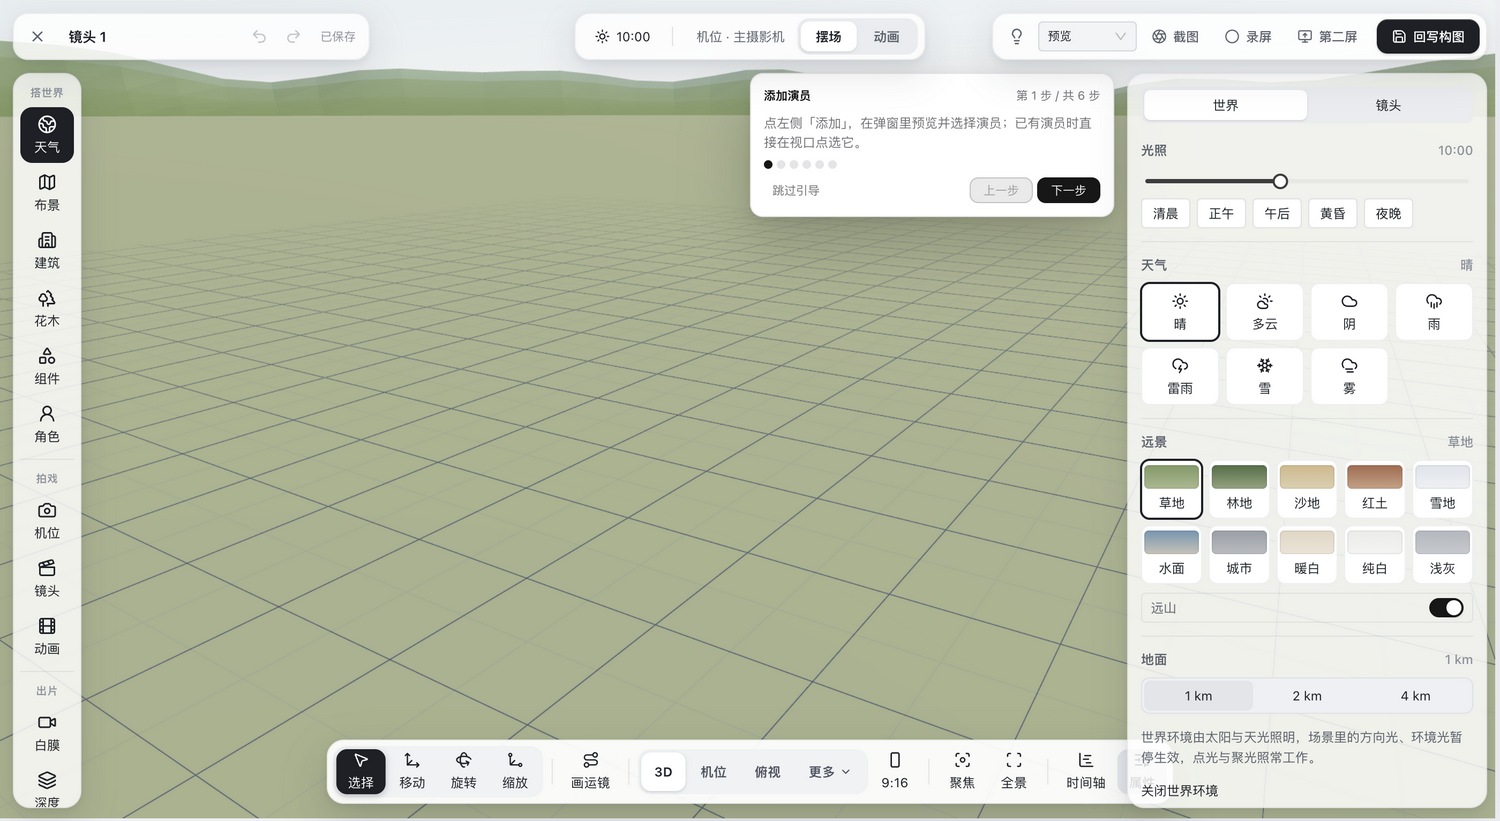 镜头 1
已保存
10:00
机位 · 主摄影机
摆场
动画
预览
截图
录屏
第二屏
回写构图
搭世界
天气
布景
建筑
花木
组件
角色
拍戏
机位
镜头
动画
出片
白膜
深度
添加演员
第 1 步 / 共 6 步
点左侧「添加」，在弹窗里预览并选择演员；已有演员时直
接在视口点选它。
跳过引导
上一步
下一步
世界
镜头
光照
10:00
清晨
正午
午后
黄昏
夜晚
天气
晴
晴
多云
阴
雨
雷雨
雪
雾
远景
草地
草地
林地
沙地
红土
雪地
水面
城市
暖白
纯白
浅灰
远山
地面
1 km
1 km
2 km
4 km
世界环境由太阳与天光照明，场景里的方向光、环境光暂
停生效，点光与聚光照常工作。
关闭世界环境
选择
移动
旋转
缩放
画运镜
3D
机位
俯视
更多
9:16
聚焦
全景
时间轴